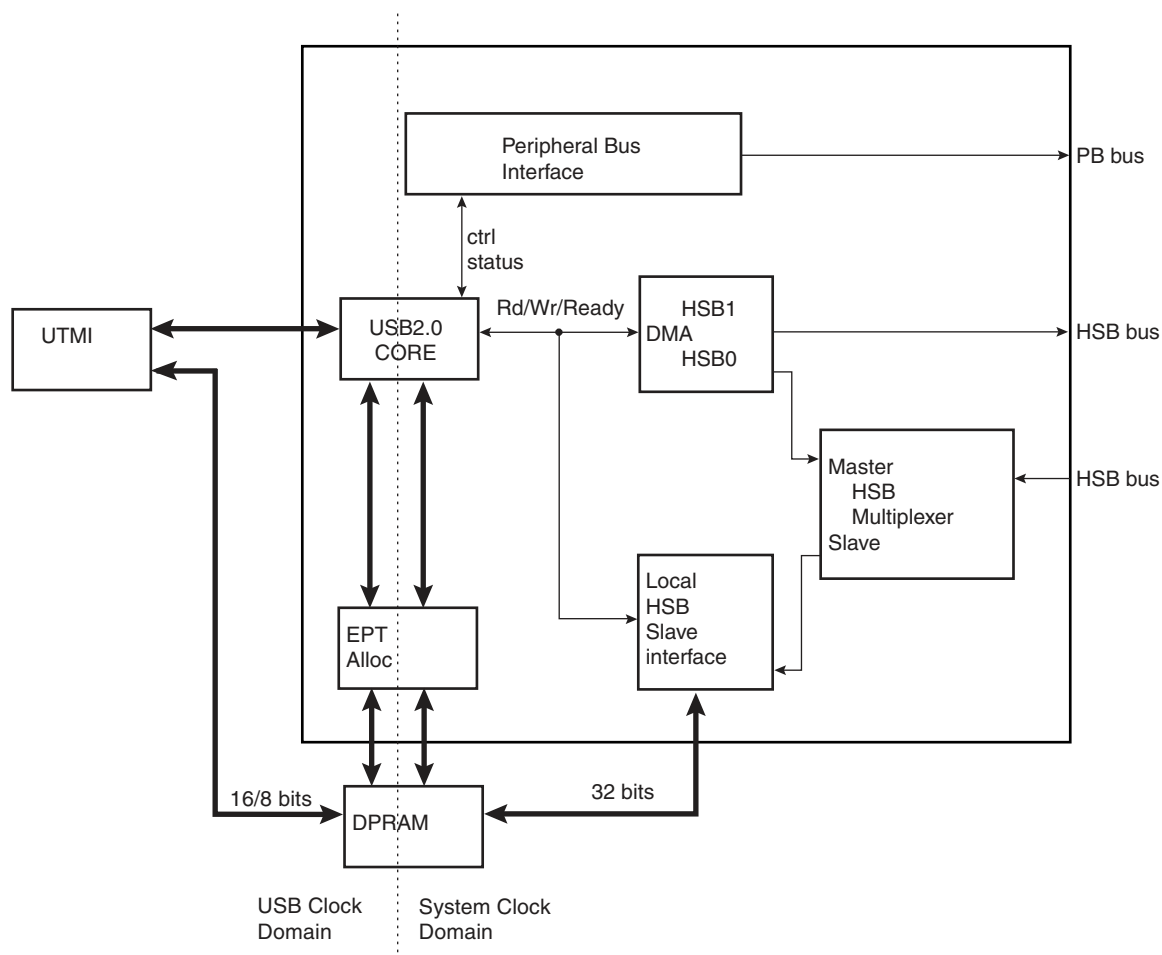 Peripheral Bus
Interface
PB bus
ctrl
status
UTMI
USB2.0
CORE
Rd/Wr/Ready
HSB1
DMA
HSB0
HSB bus
Master
HSB
Multiplexer
Slave
HSB bus
Local
HSB
Slave
interface
EPT
Alloc
16/8 bits
32 bits
DPRAM
USB Clock
Domain
System Clock
Domain